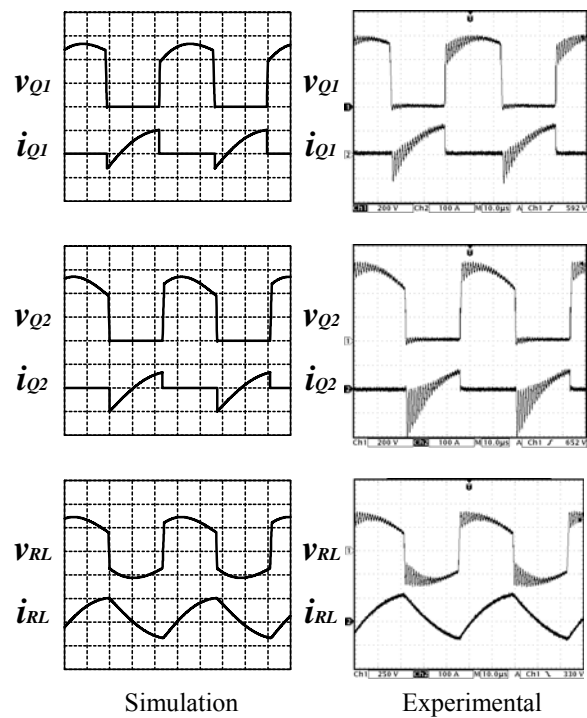 vQ1
iQ1
vQ1
iQ1
Ch1 200 V Ch2 100 A M 10.0µs A Ch1 ∫ 592 V
vQ2
iQ2
vQ2
iQ2
Ch1 200 V Ch2 100 A M 10.0µs A Ch1 ∫ 652 V
vRL
iRL
vRL
iRL
Ch1 250 V Ch2 100 A M 10.0µs A Ch1 330 V
Simulation Experimental